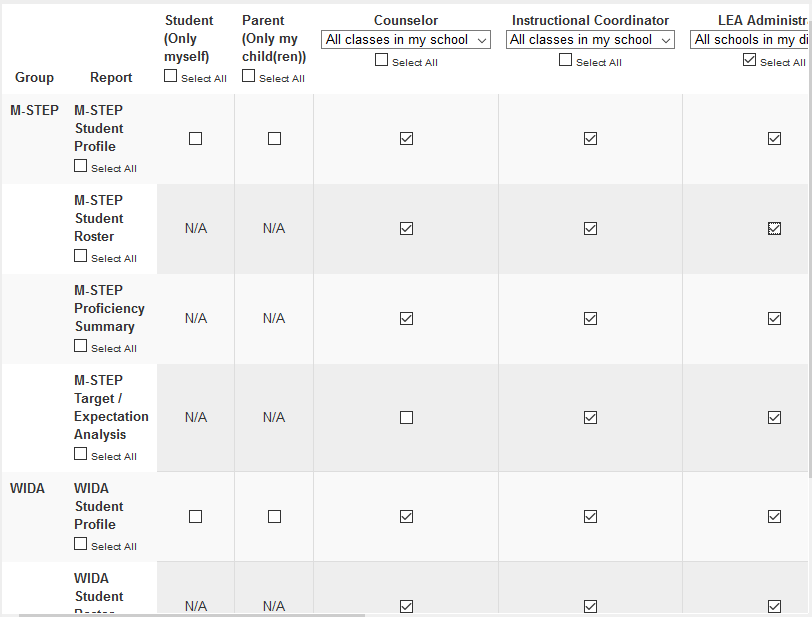 Student
(Only
myself)
Select All
Parent
(Only my
child(ren))
Select All
Counselor
All classes in my school
Select All
Instructional Coordinator
All classes in my school
Select All
LEA Administr
All schools in my di
Select All
Group
Report
M-STEP
M-STEP
Student
Profile
Select All
M-STEP
Student
Roster
Select All
N/A
N/A
M-STEP
Proficiency
Summary
Select All
N/A
N/A
M-STEP
Target /
Expectation
Analysis
Select All
N/A
N/A
WIDA
WIDA
Student
Profile
Select All
WIDA
Student
N/A
N/A